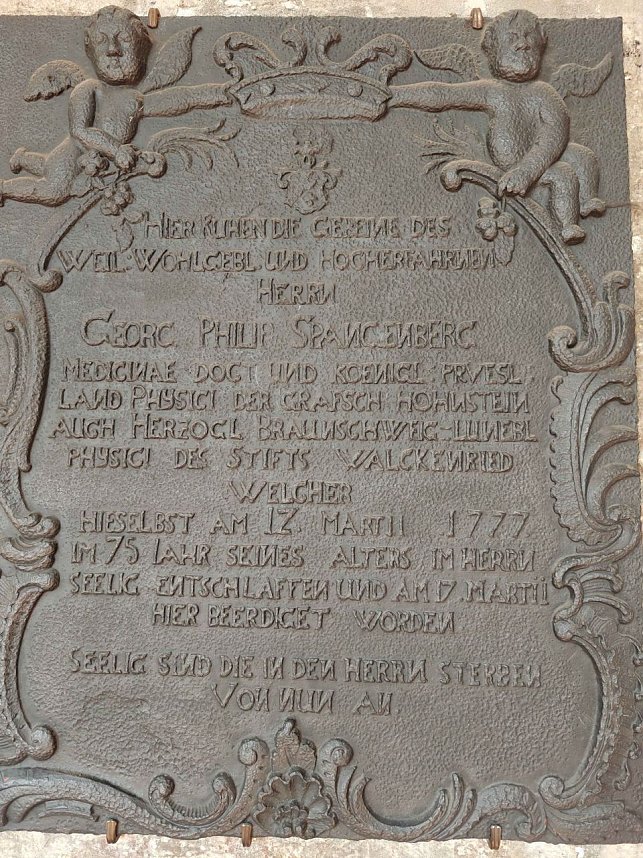 HIER RUHEN DIE GEBEINE DES
WEIL: WOHLGEBL: UND HOCHERFAHRNEN
HERRN
GEORG PHILIP SPANGENBERG
MEDICINAE DOCT UND KOENIGL: PRVESL
LAND PHYSICI DER GRAFSCH HOHNSTEIN
AUCH HERZOGL BRAUNSCHWEIG-LUNEBL
PHYSICI DES STIFTS WALCKENRIED
WELCHER
HIESELBST AM 12. MARTII 1777
IM 75 IAHR SEINES ALTERS IM HERRN
SEELIG ENTSCHLAFFEN UND AM 17. MARTII
HIER BEERDIGET WORDEN
SEELIG SIND DIE IN DEN HERRN STERBEN
VON NUN AN